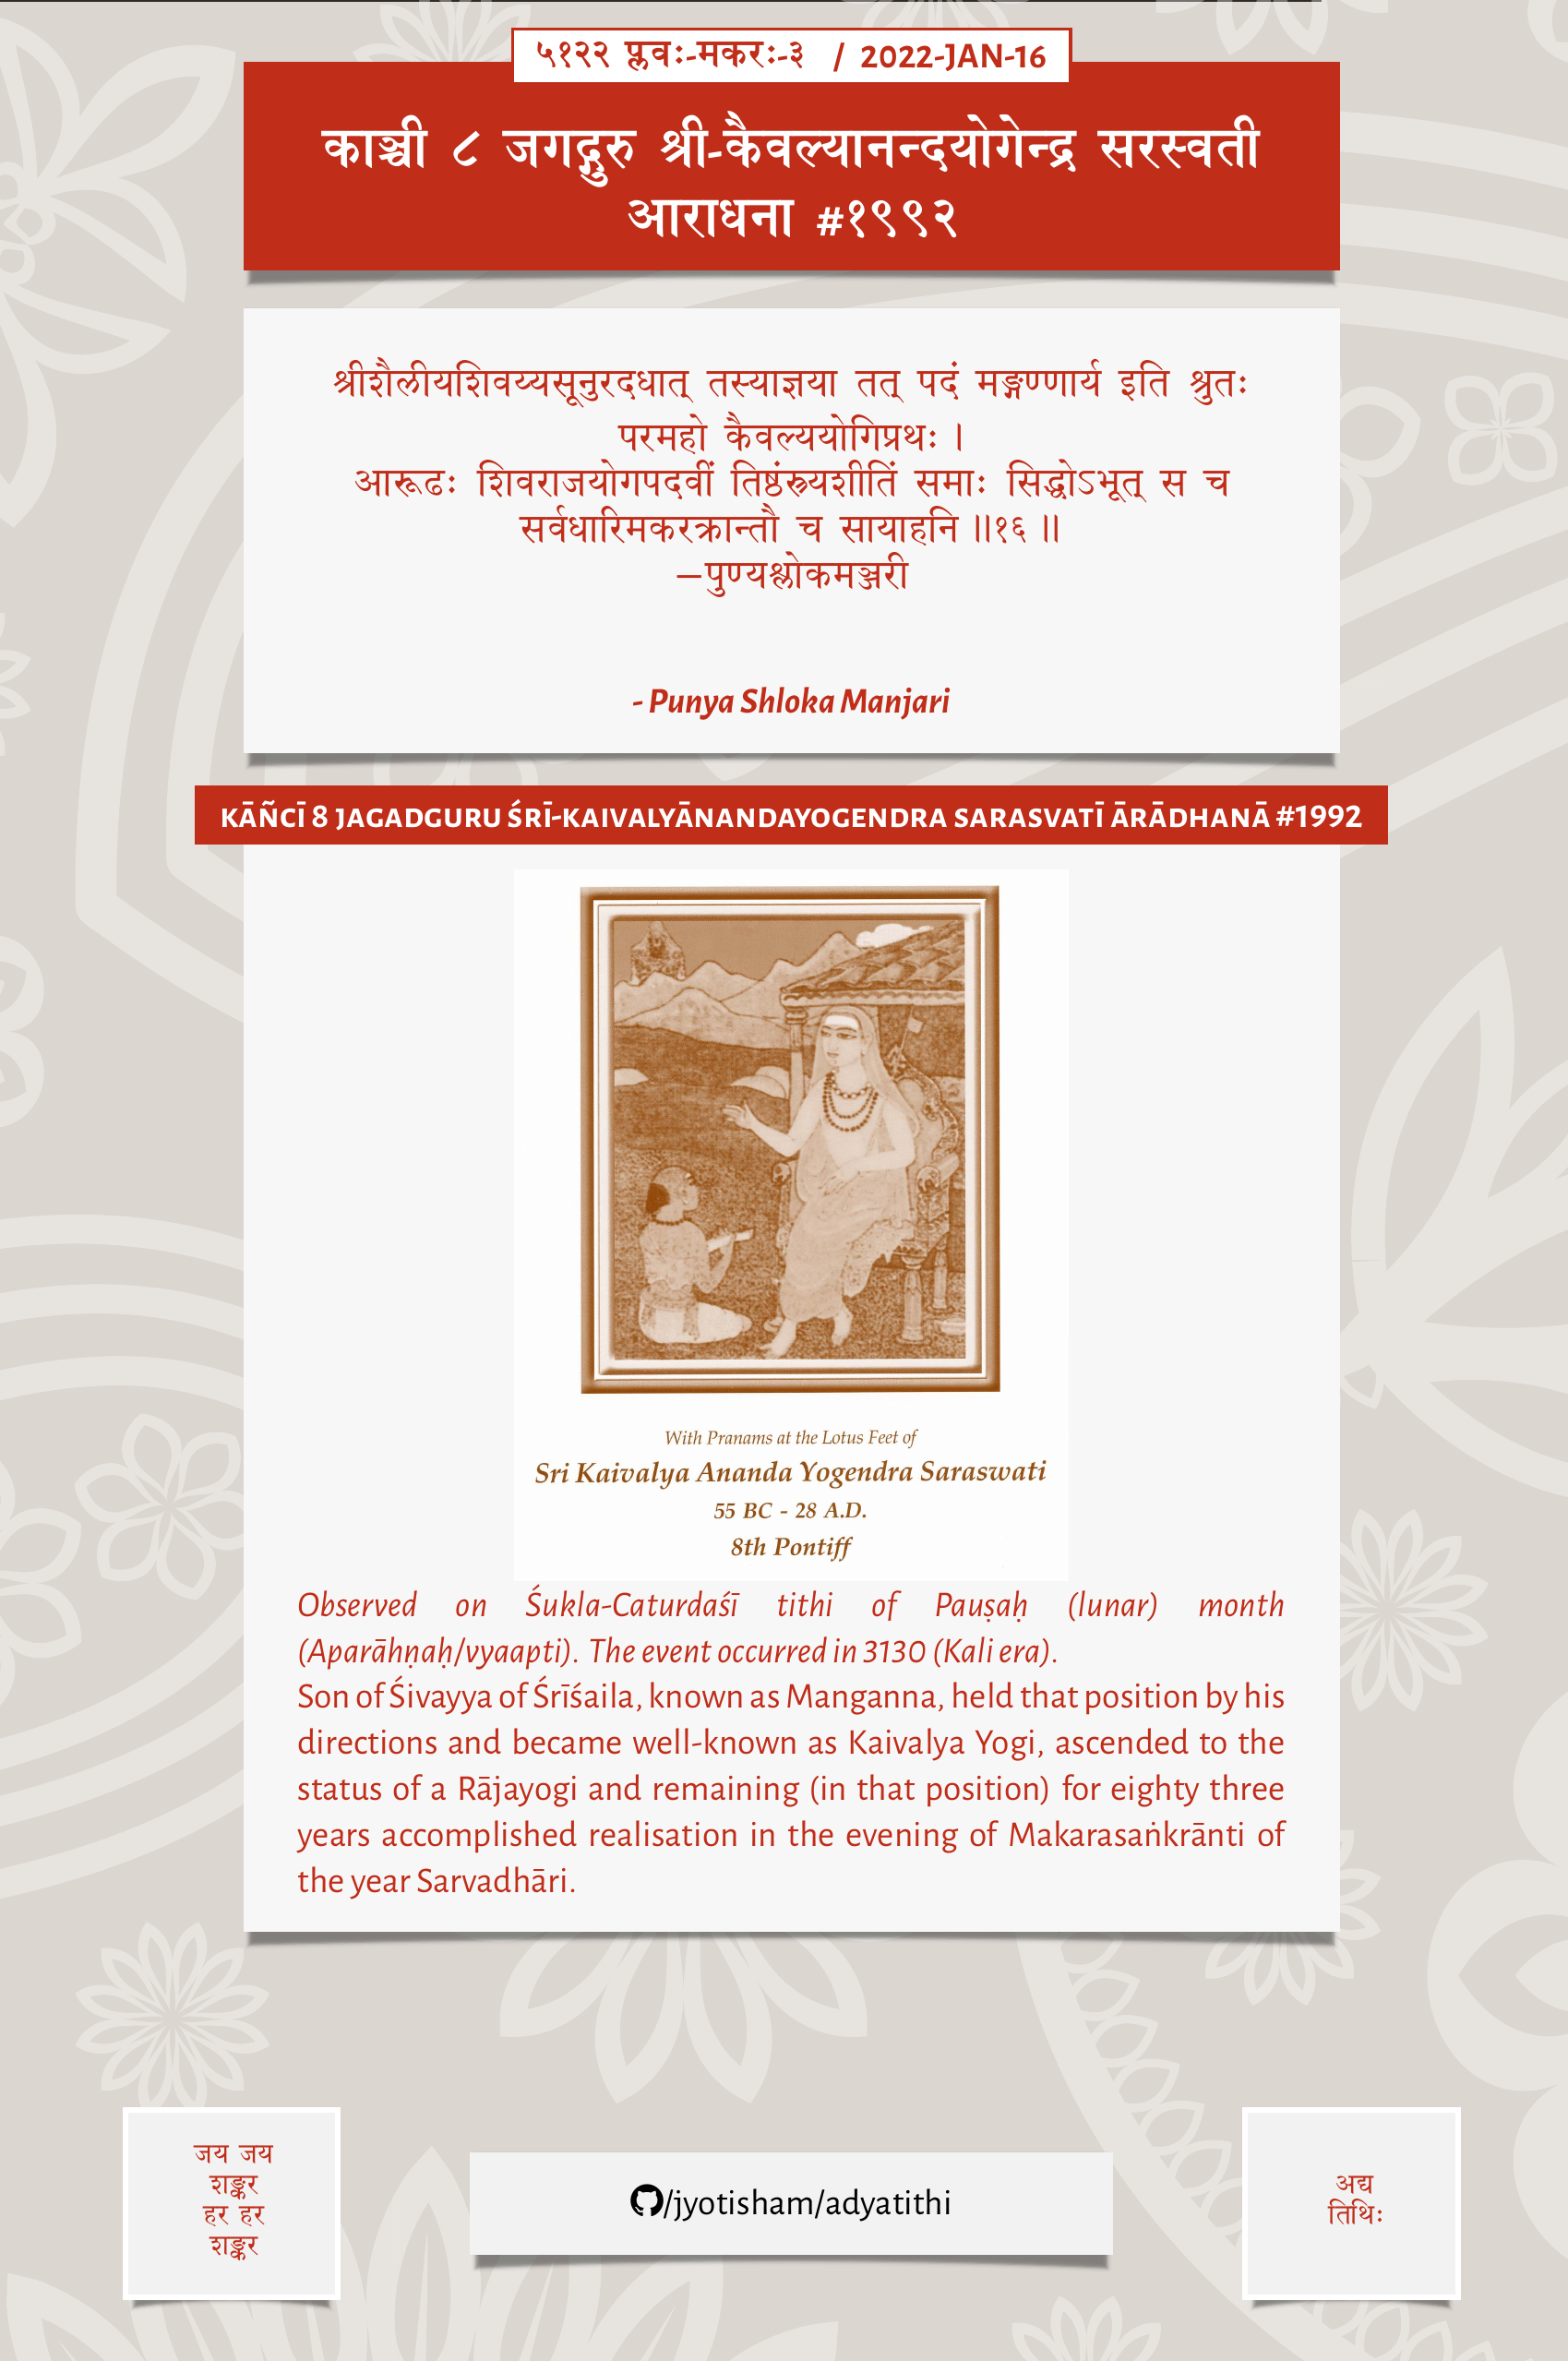 ५१२२ प्लवः-मकरः-३ / 2022-JAN-16
काञ्ची ८ जगद्गुरु श्री-कैवल्यानन्दयोगेन्द्र सरस्वती
आराधना #१९९२
श्रीशैलीयशिवय्यसूनुरदधात् तस्याज्ञया तत् पदं मङ्गण्णार्य इति श्रुतः
परमहो कैवल्ययोगिप्रथः ।
आरूढः शिवराजयोगपदवीं तिष्ठंस्त्र्यशीतिं समाः सिद्धोऽभूत् स च
सर्वधारिमकरक्रान्तौ च सायाहनि ॥१६॥
—पुण्यश्लोकमञ्जरी
- Punya Shloka Manjari
KĀÑCĪ 8 JAGADGURU ŚRĪ-KAIVALYĀNANDAYOGENDRA SARASVATĪ ĀRĀDHANĀ #1992
With Pranams at the Lotus Feet of
Sri Kaivalya Ananda Yogendra Saraswati
55 BC - 28 A.D.
8th Pontiff
Observed on Śukla-Caturdaśī tithi of Pauṣaḥ (lunar) month
(Aparāhṇaḥ/vyaapti). The event occurred in 3130 (Kali era).
Son of Śivayya of Śrīśaila, known as Manganna, held that position by his
directions and became well-known as Kaivalya Yogi, ascended to the
status of a Rājayogi and remaining (in that position) for eighty three
years accomplished realisation in the evening of Makarasaṅkrānti of
the year Sarvadhāri.
जय जय
शङ्कर
हर हर
शङ्कर
/jyotisham/adyatithi
अद्य
तिथिः